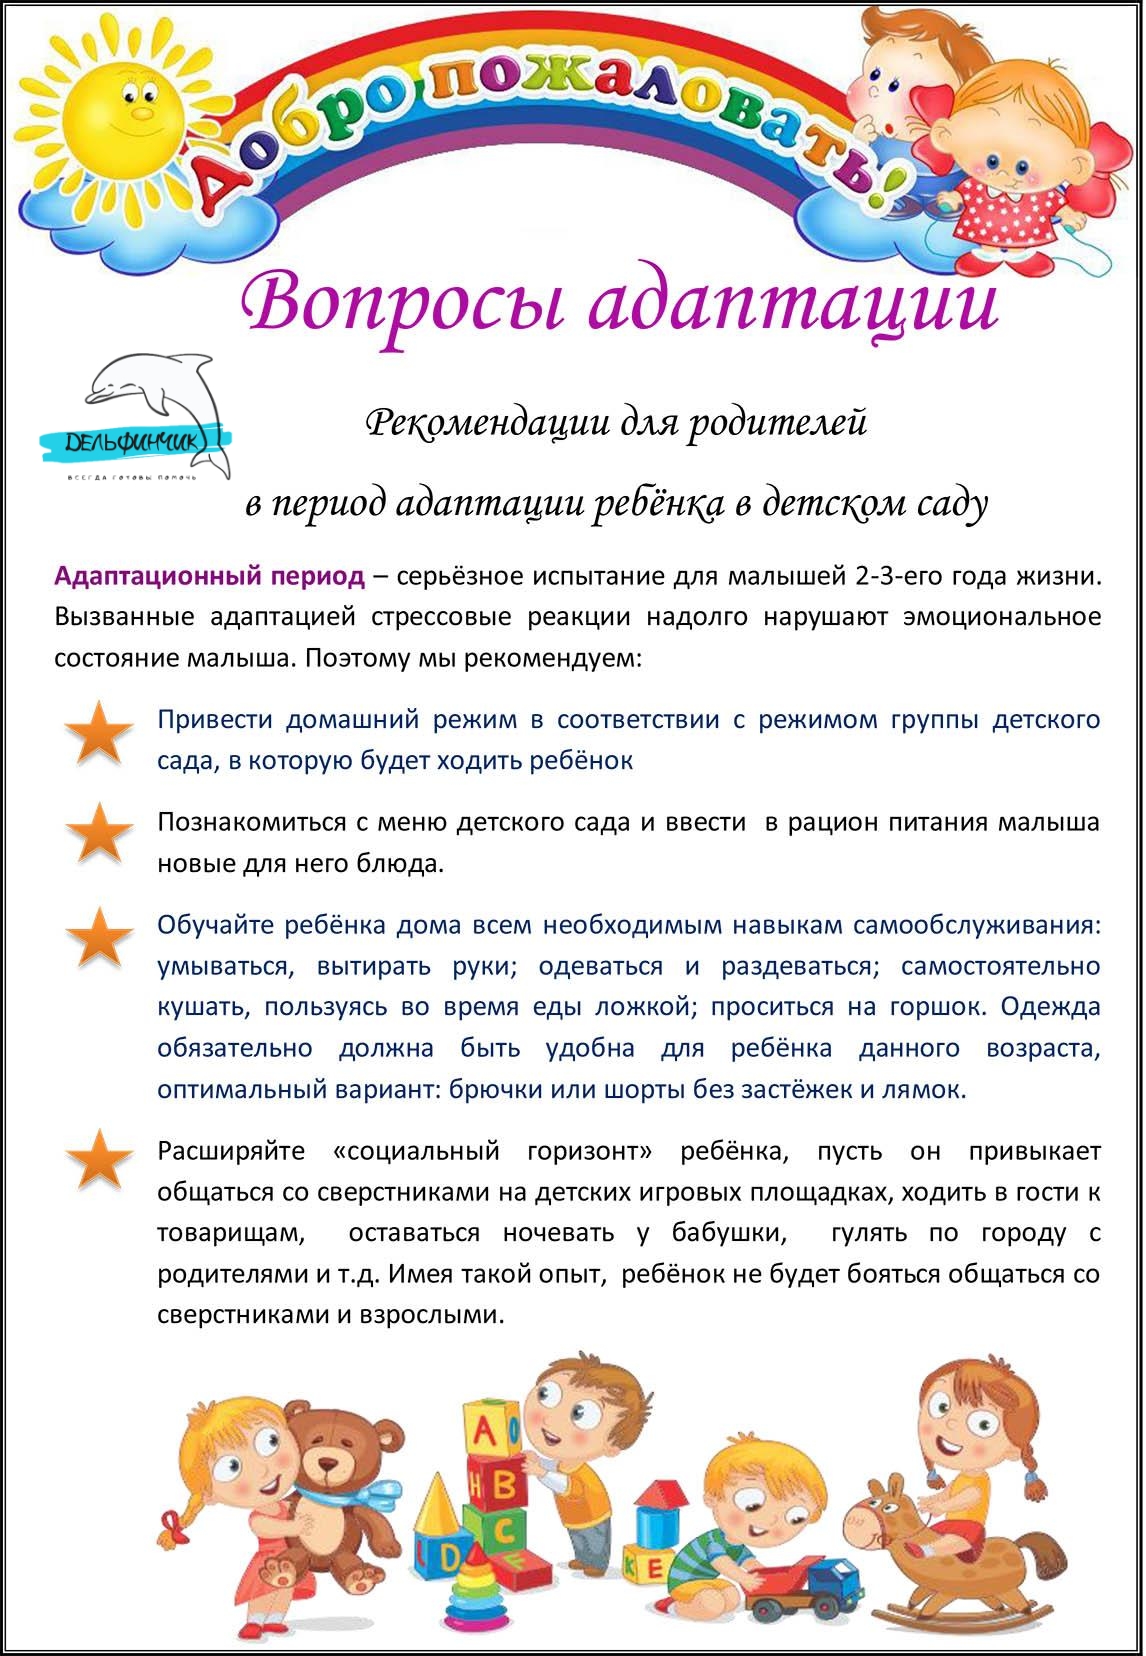 Добро пожаловать!
Вопросы адаптации
ДЕЛЬФИНЧИК
ВСЕГДА ГОТОВЫ ПОМОЧЬ
Рекомендации для родителей
в период адаптации ребёнка в детском саду
Адаптационный период – серьёзное испытание для малышей 2-3-его года жизни.
Вызванные адаптацией стрессовые реакции надолго нарушают эмоциональное
состояние малыша. Поэтому мы рекомендуем:
Привести домашний режим в соответствии с режимом группы детского
сада, в которую будет ходить ребёнок
Познакомиться с меню детского сада и ввести в рацион питания малыша
новые для него блюда.
Обучайте ребёнка дома всем необходимым навыкам самообслуживания:
умываться, вытирать руки; одеваться и раздеваться; самостоятельно
кушать, пользуясь во время еды ложкой; проситься на горшок. Одежда
обязательно должна быть удобна для ребёнка данного возраста,
оптимальный вариант: брючки или шорты без застёжек и лямок.
Расширяйте «социальный горизонт» ребёнка, пусть он привыкает
общаться со сверстниками на детских игровых площадках, ходить в гости к
товарищам, оставаться ночевать у бабушки, гулять по городу с
родителями и т.д. Имея такой опыт, ребёнок не будет бояться общаться со
сверстниками и взрослыми.
A
H B
C
D F
K E